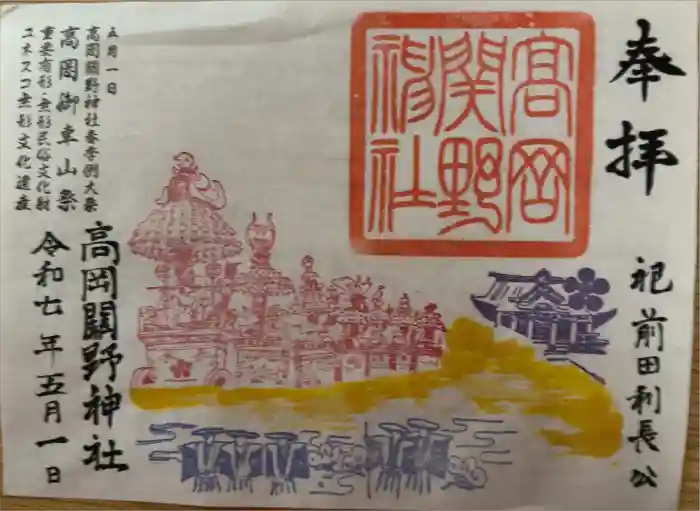 奉拝
祀前田利長公
高岡
關野
神社
高岡關野神社
令和七年五月一日
五月一日
高岡關野神社春季例大祭
高岡御車山祭
重要有形・無形民俗文化財
ユネスコ無形文化遺産